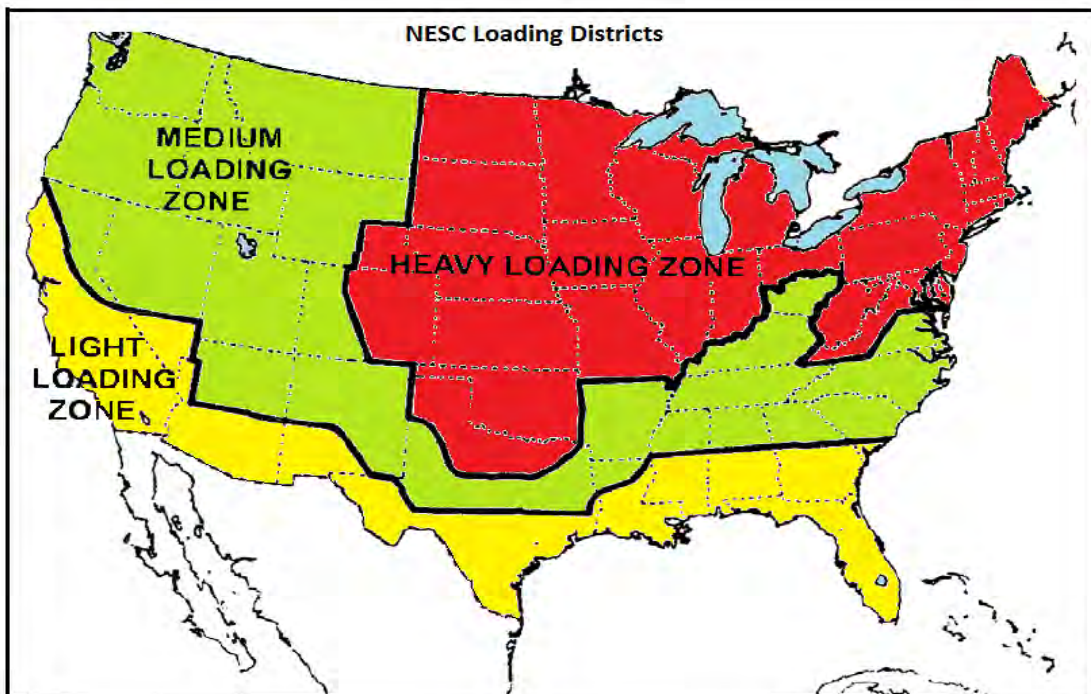 NESC Loading Districts
MEDIUM
LOADING
ZONE
HEAVY LOADING ZONE
LIGHT
LOADING
ZONE